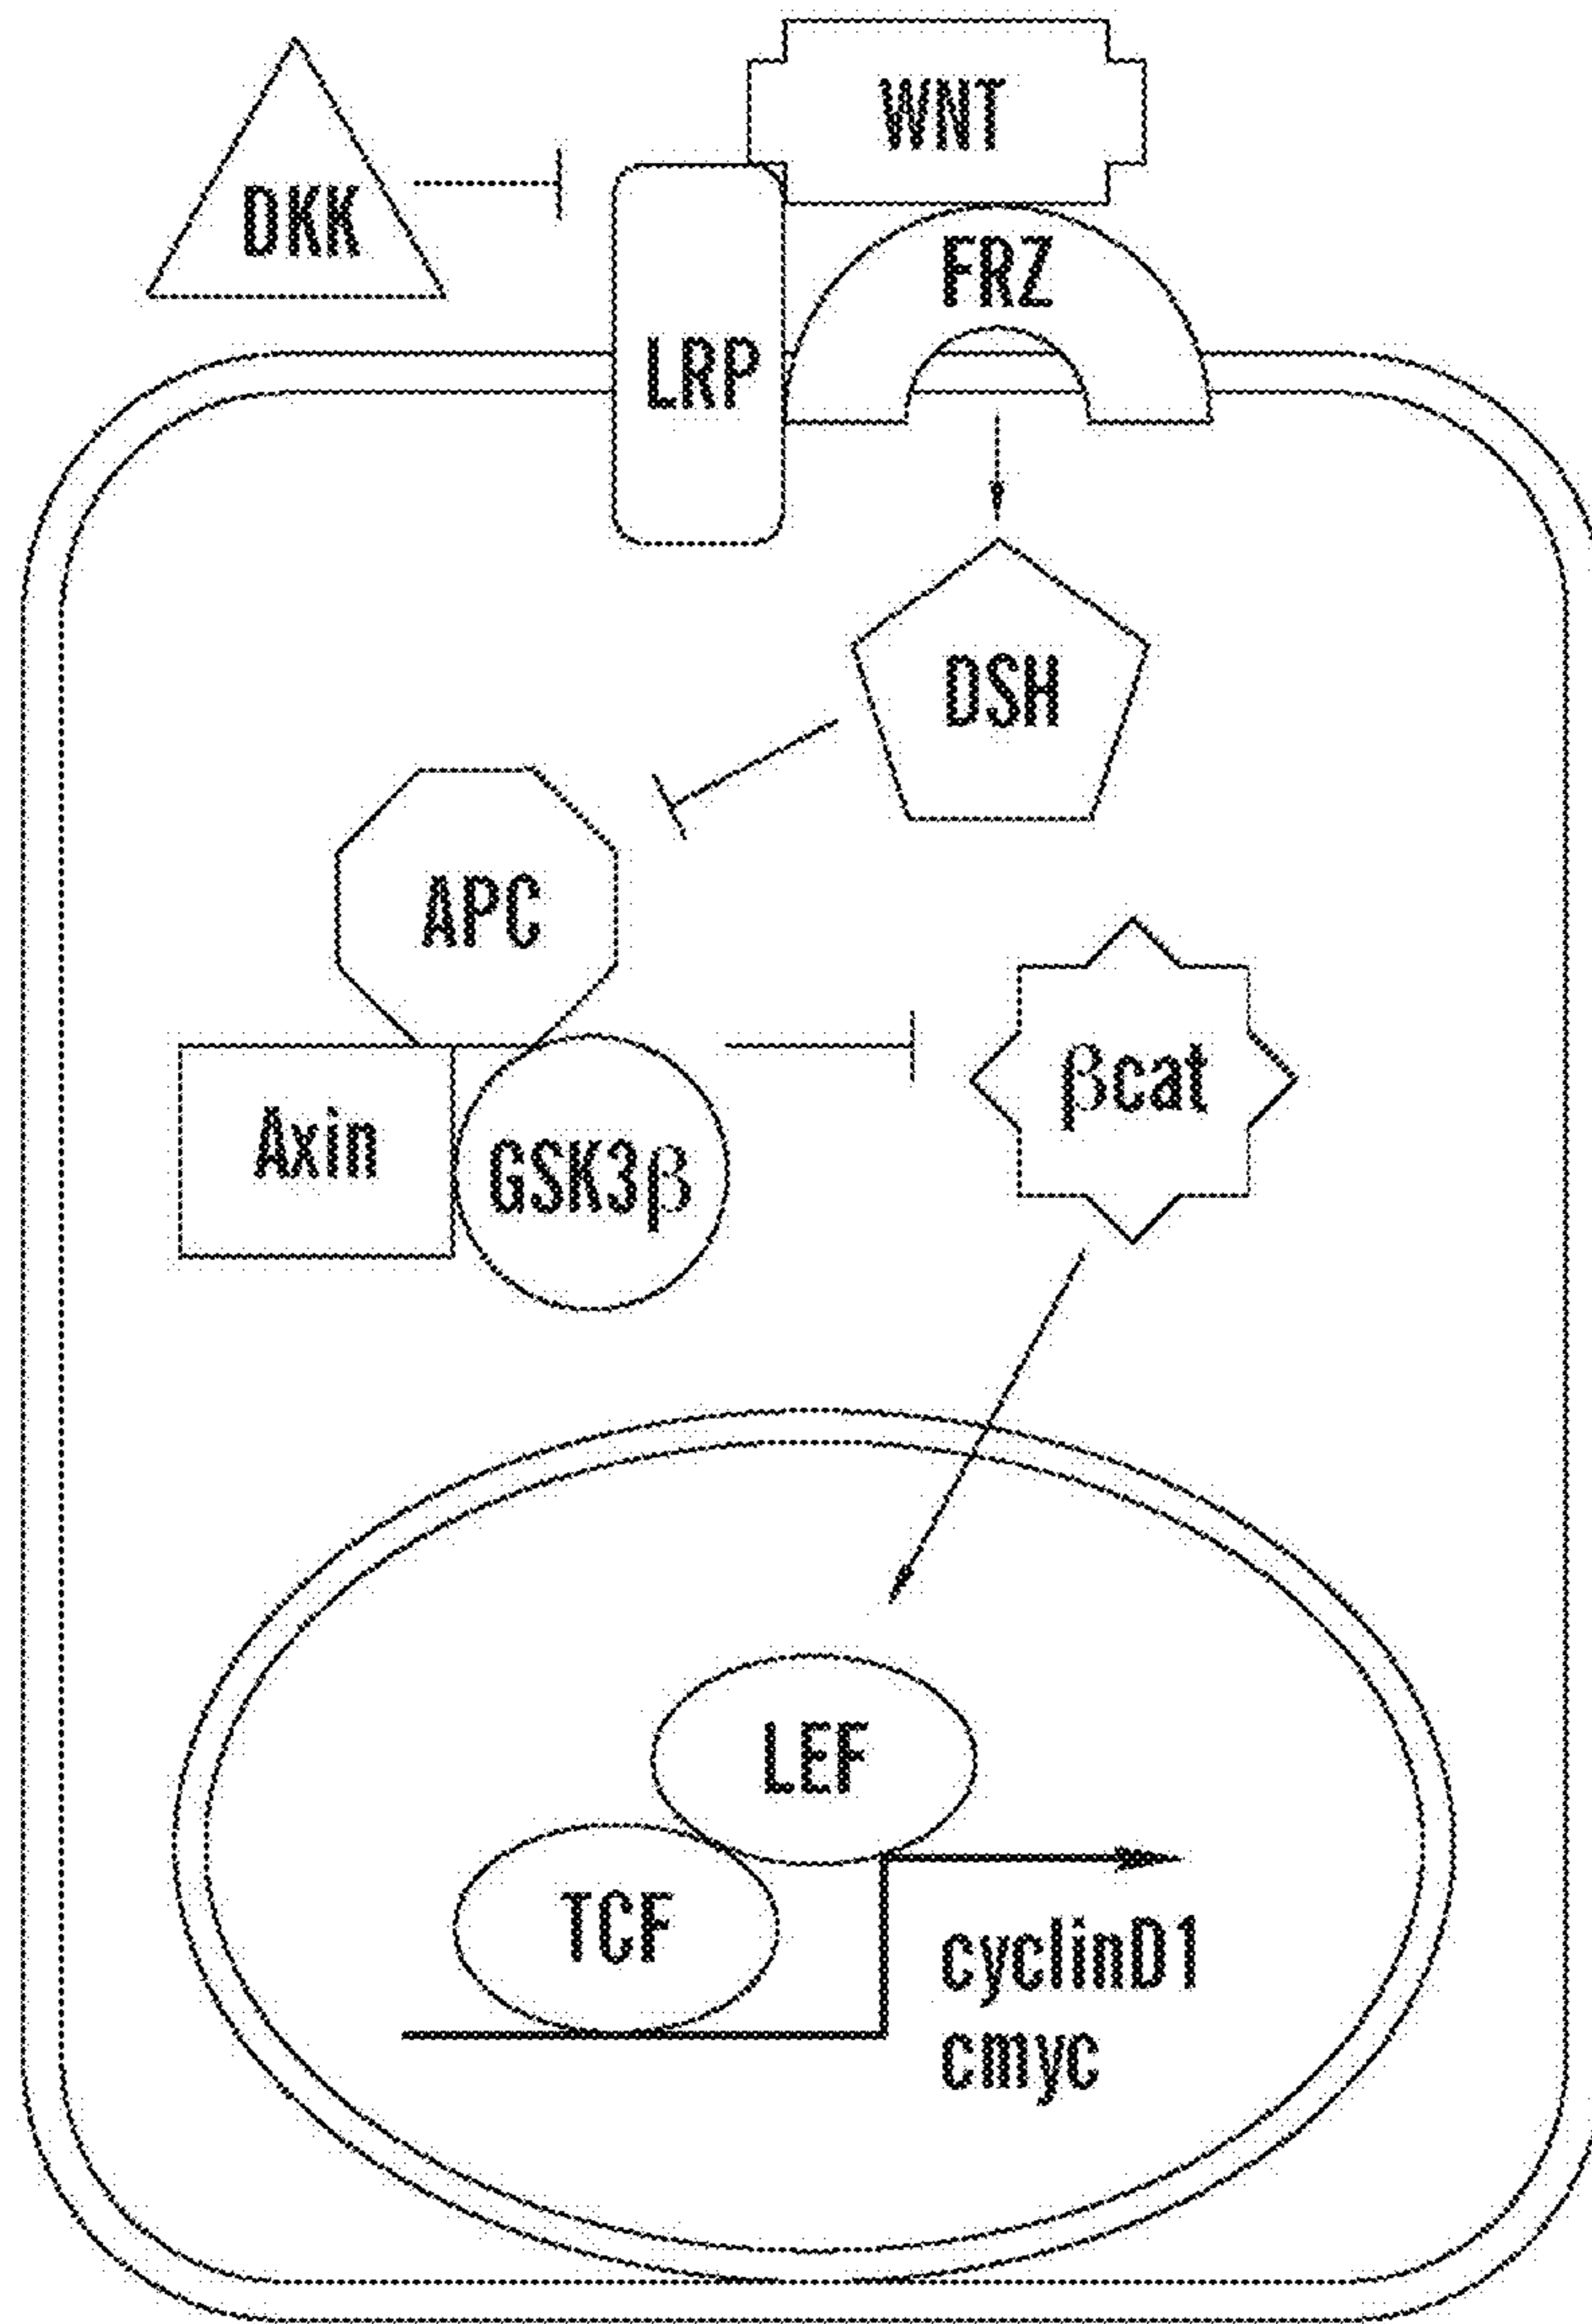 WNT
DKK
FRZ
LRP
DSH
APC
βcat
Axin
GSK3β
LEF
TCF
cyclinD1
cmyc